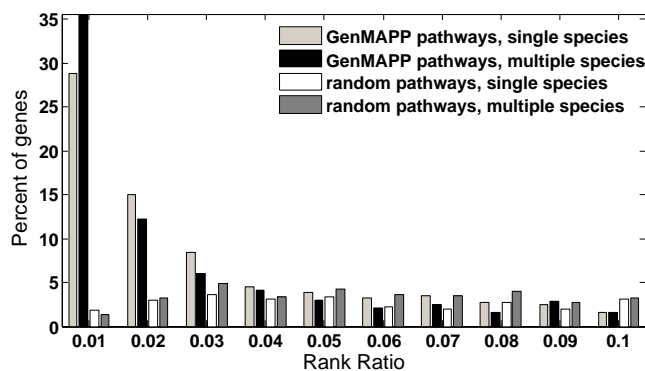 35
30
25
20
15
10
5
0
Percent of genes
GenMAPP pathways, single species
GenMAPP pathways, multiple species
random pathways, single species
random pathways, multiple species
0.01 0.02 0.03 0.04 0.05 0.06 0.07 0.08 0.09 0.1
Rank Ratio